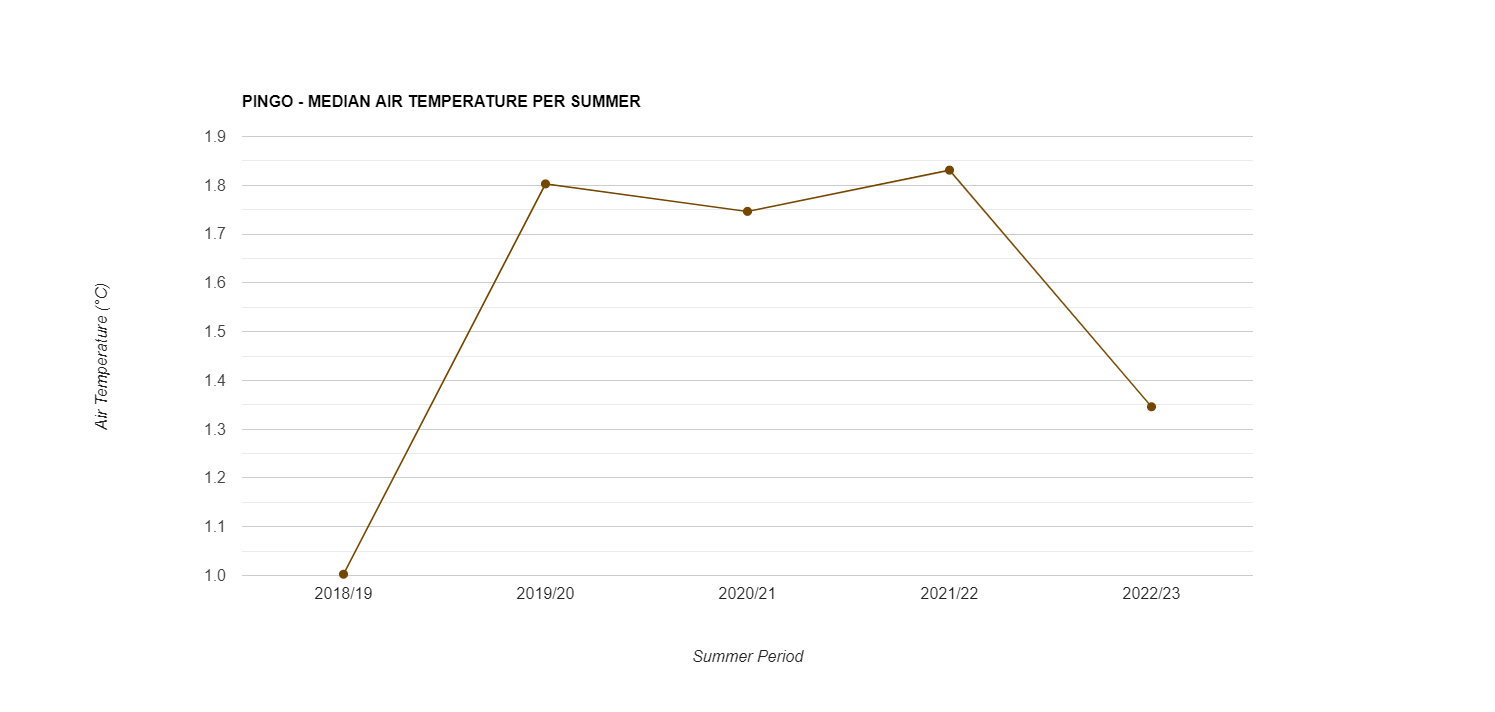 PINGO - MEDIAN AIR TEMPERATURE PER SUMMER
1.9
1.8
1.7
1.6
1.5
1.4
1.3
1.2
1.1
1.0
Air Temperature (°C)
2018/19 2019/20 2020/21 2021/22 2022/23
Summer Period